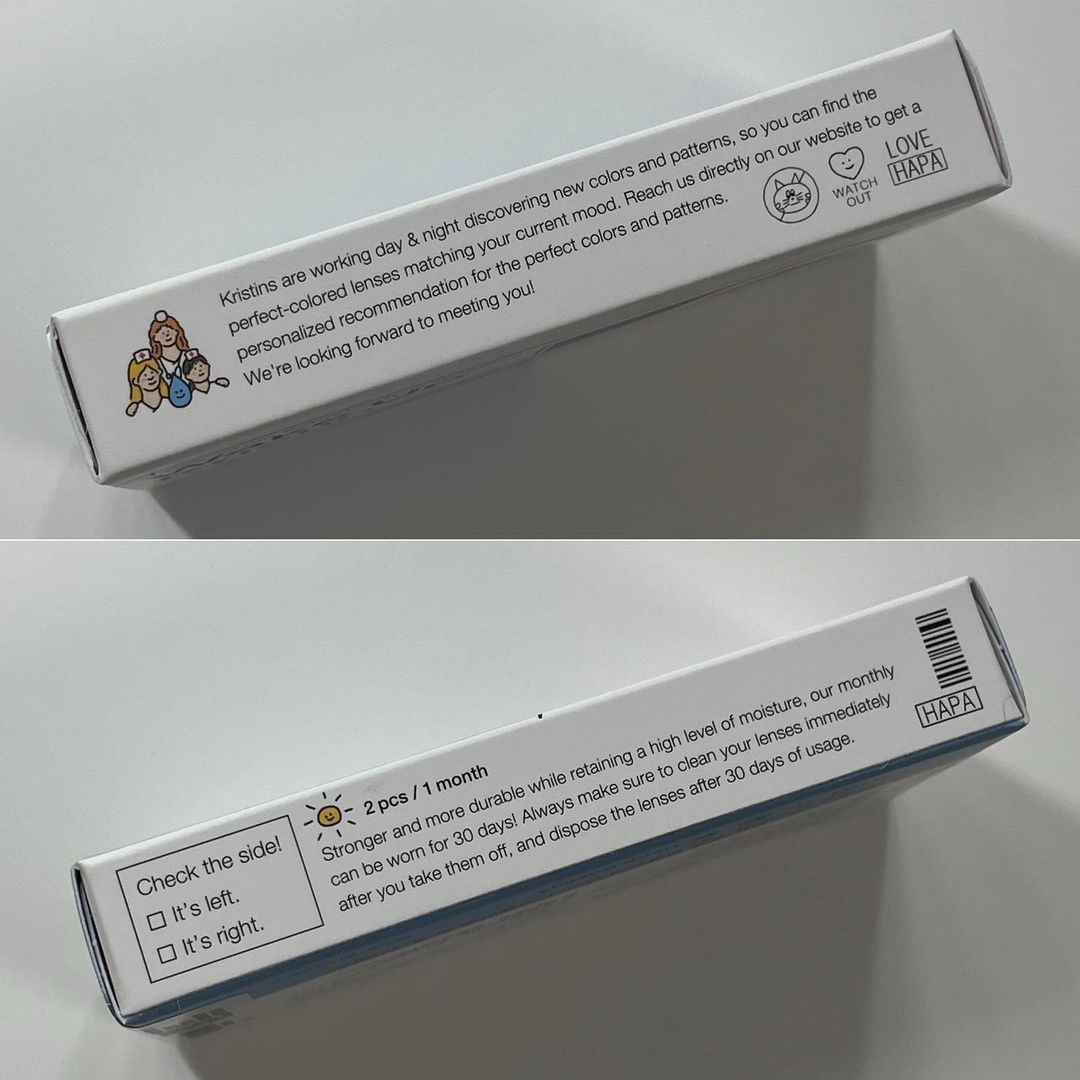 Kristins are working day & night discovering new colors and patterns, so you can find the
perfect-colored lenses matching your current mood. Reach us directly on our website to get a
personalized recommendation for the perfect colors and patterns.
We're looking forward to meeting you!
WATCH
OUT
LOVE
HAPA
Check the side!
It's left.
It's right.
2 pcs / 1 month
Stronger and more durable while retaining a high level of moisture, our monthly
can be worn for 30 days! Always make sure to clean your lenses immediately
after you take them off, and dispose the lenses after 30 days of usage.
HAPA